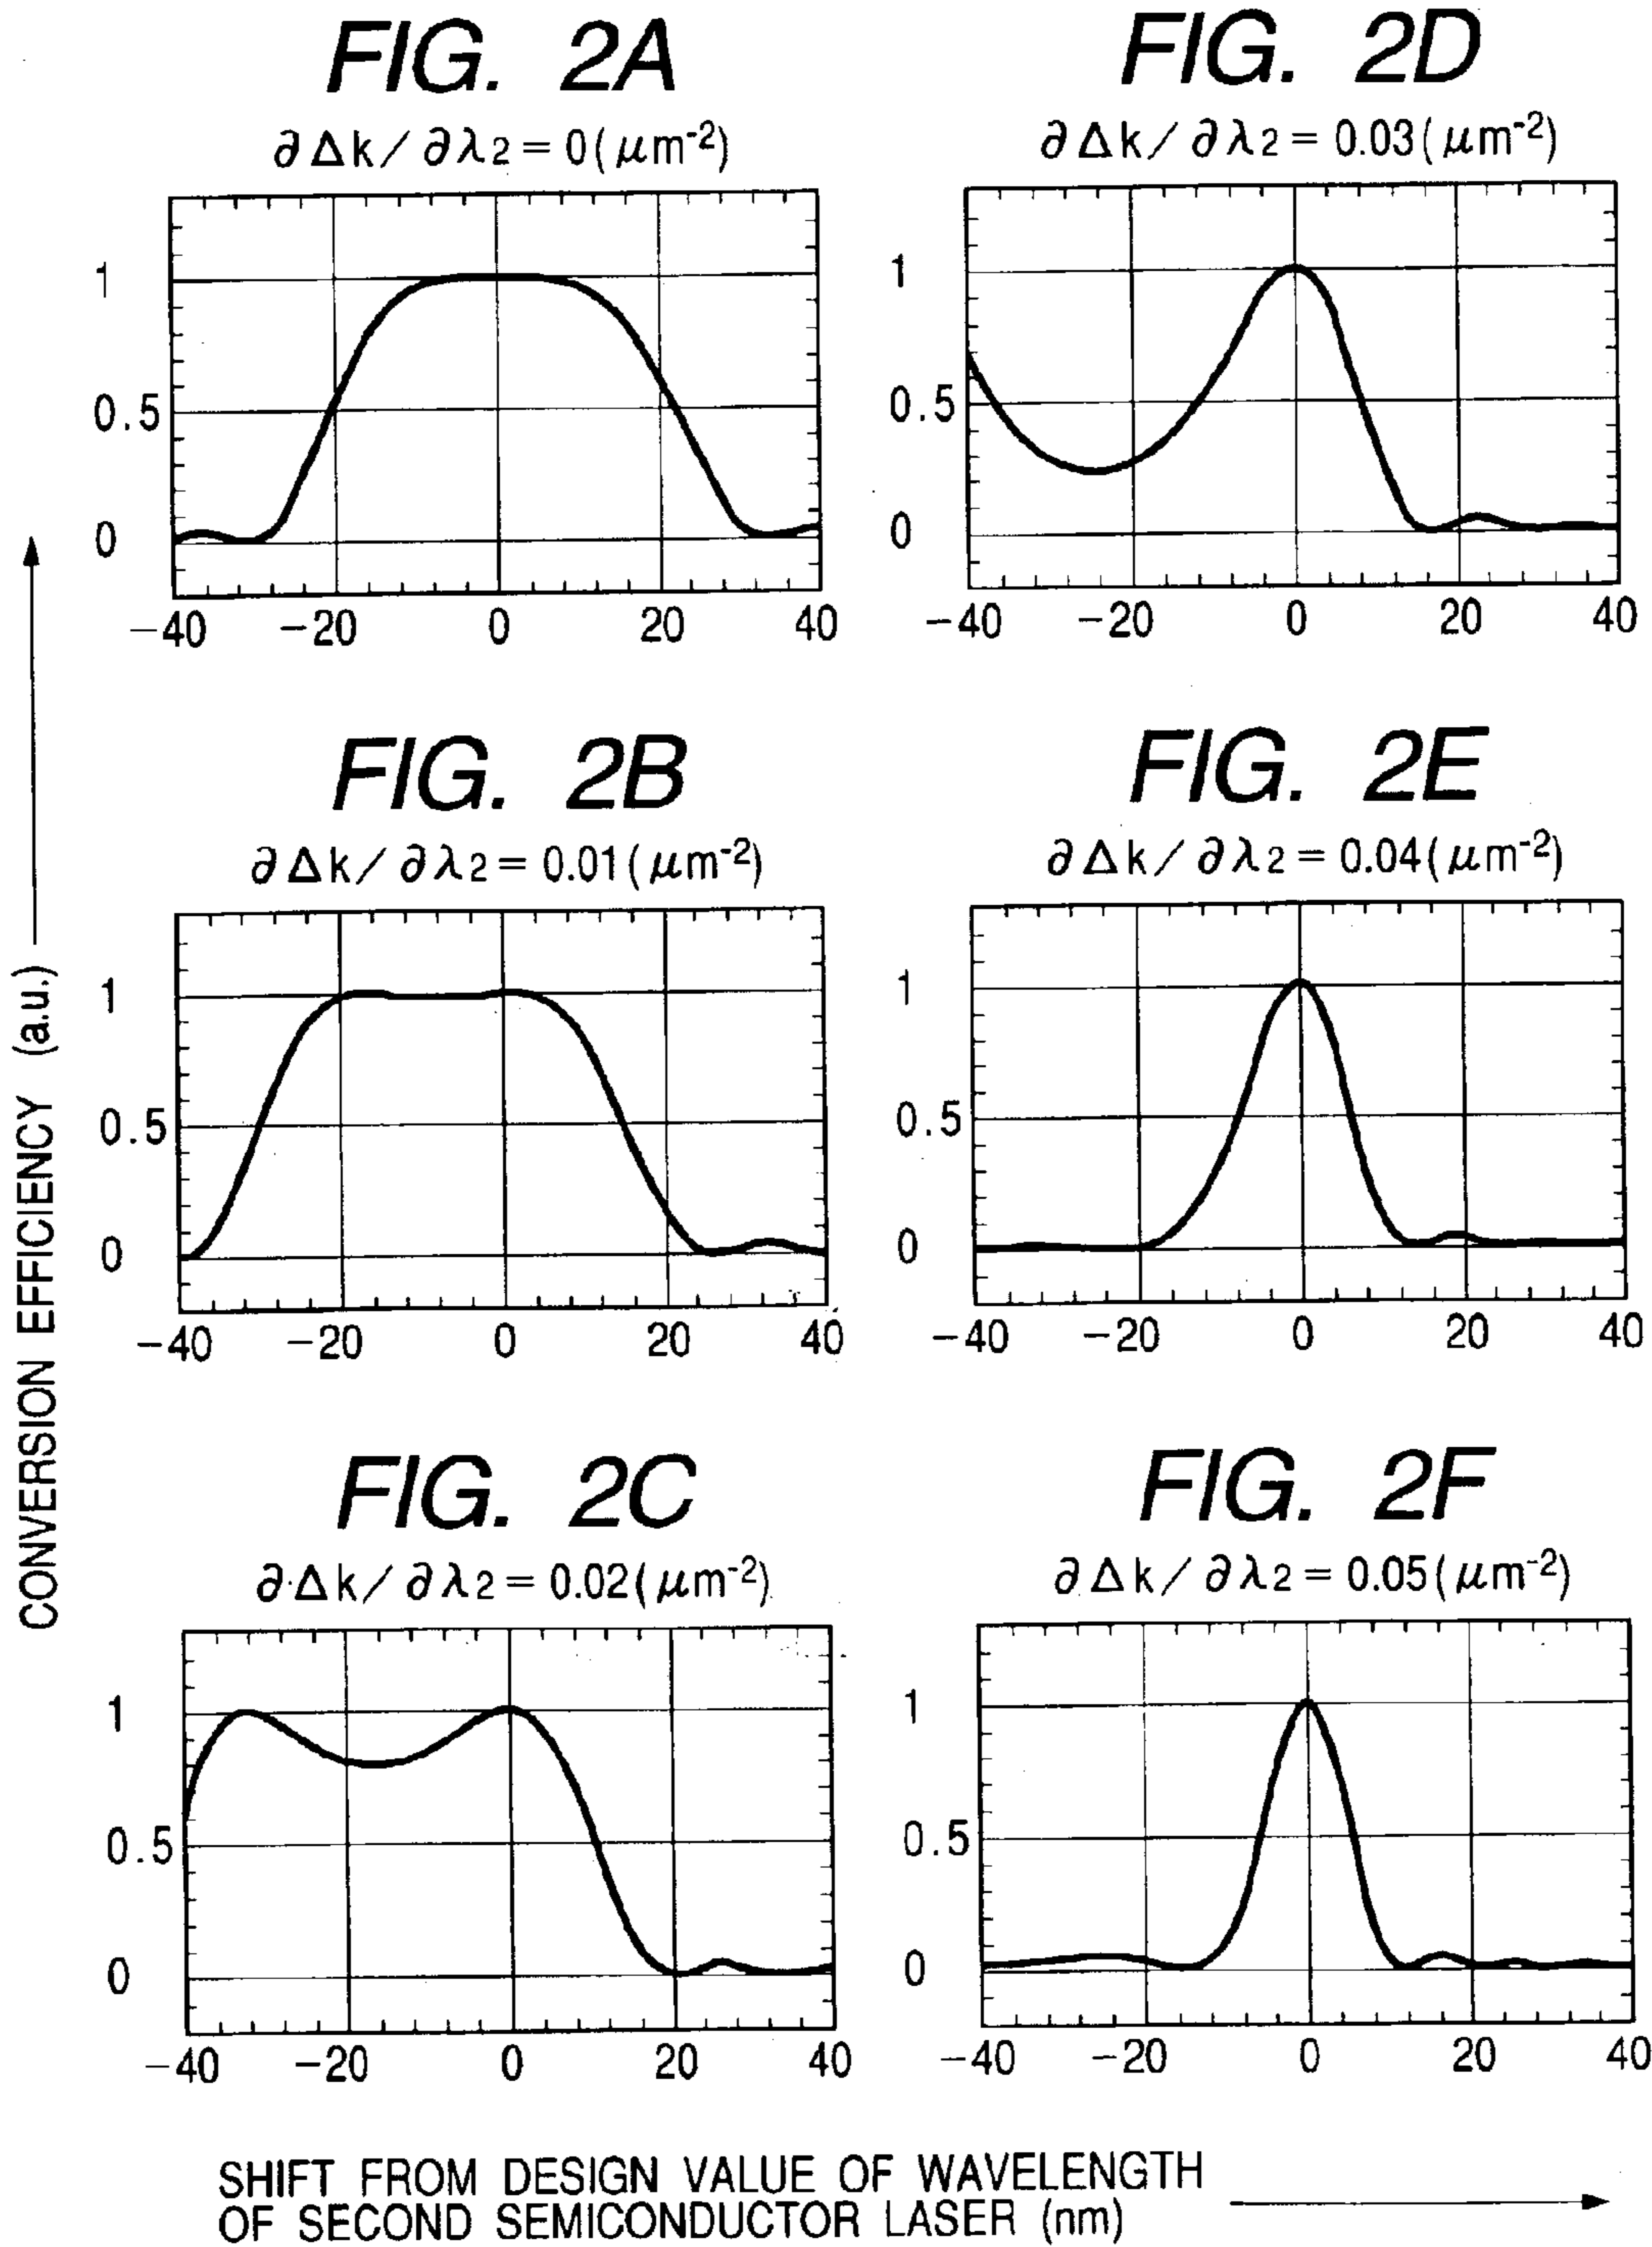 FIG. 2A
∂Δk/∂λ2 = 0(μm-2)
1
0.5
0
−40 −20 0 20 40
FIG. 2B
∂Δk/∂λ2 = 0.01(μm-2)
1
0.5
0
−40 −20 0 20 40
FIG. 2C
∂Δk/∂λ2 = 0.02(μm-2)
1
0.5
0
−40 −20 0 20 40
FIG. 2D
∂Δk/∂λ2 = 0.03(μm-2)
1
0.5
0
−40 −20 0 20 40
FIG. 2E
∂Δk/∂λ2 = 0.04(μm-2)
1
0.5
0
−40 −20 0 20 40
FIG. 2F
∂Δk/∂λ2 = 0.05(μm-2)
1
0.5
0
−40 −20 0 20 40
CONVERSION EFFICIENCY (a.u.)
SHIFT FROM DESIGN VALUE OF WAVELENGTH
OF SECOND SEMICONDUCTOR LASER (nm)